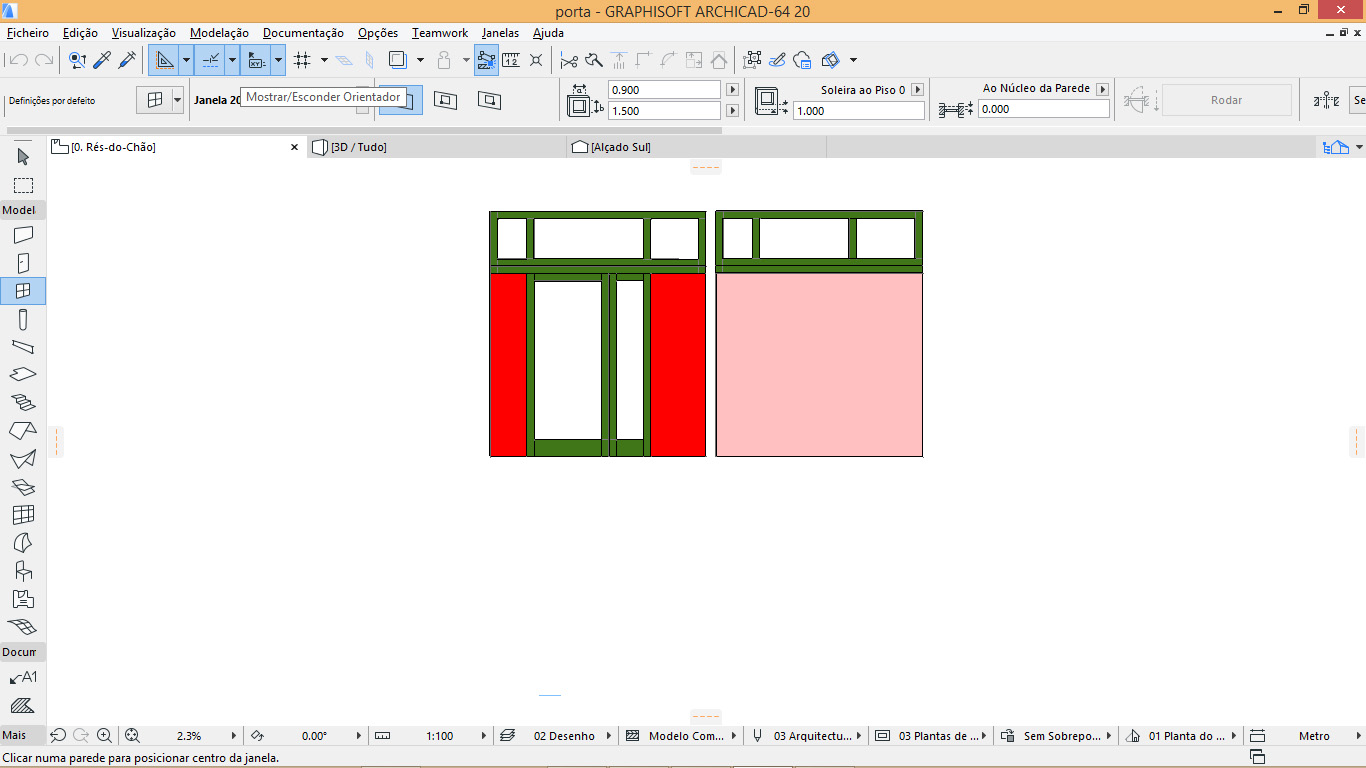 porta - GRAPHISOFT ARCHICAD-64 20
Ficheiro Edição Visualização Modelação Documentação Opções Teamwork Janelas Ajuda
Definições por defeito
Janela 20
Mostrar/Esconder Orientador
0.900
1.500
Soleira ao Piso 0
1.000
Ao Núcleo da Parede
0.000
Rodar
Se
[0. Rés-do-Chão] [3D / Tudo] [Alçado Sul]
Model
Docum
A1
Mais
2.3% 0.00° 1:100 02 Desenho Modelo Com... 03 Arquitectu... 03 Plantas de ... Sem Sobrepo... 01 Planta do ... Metro
Clicar numa parede para posicionar centro da janela.